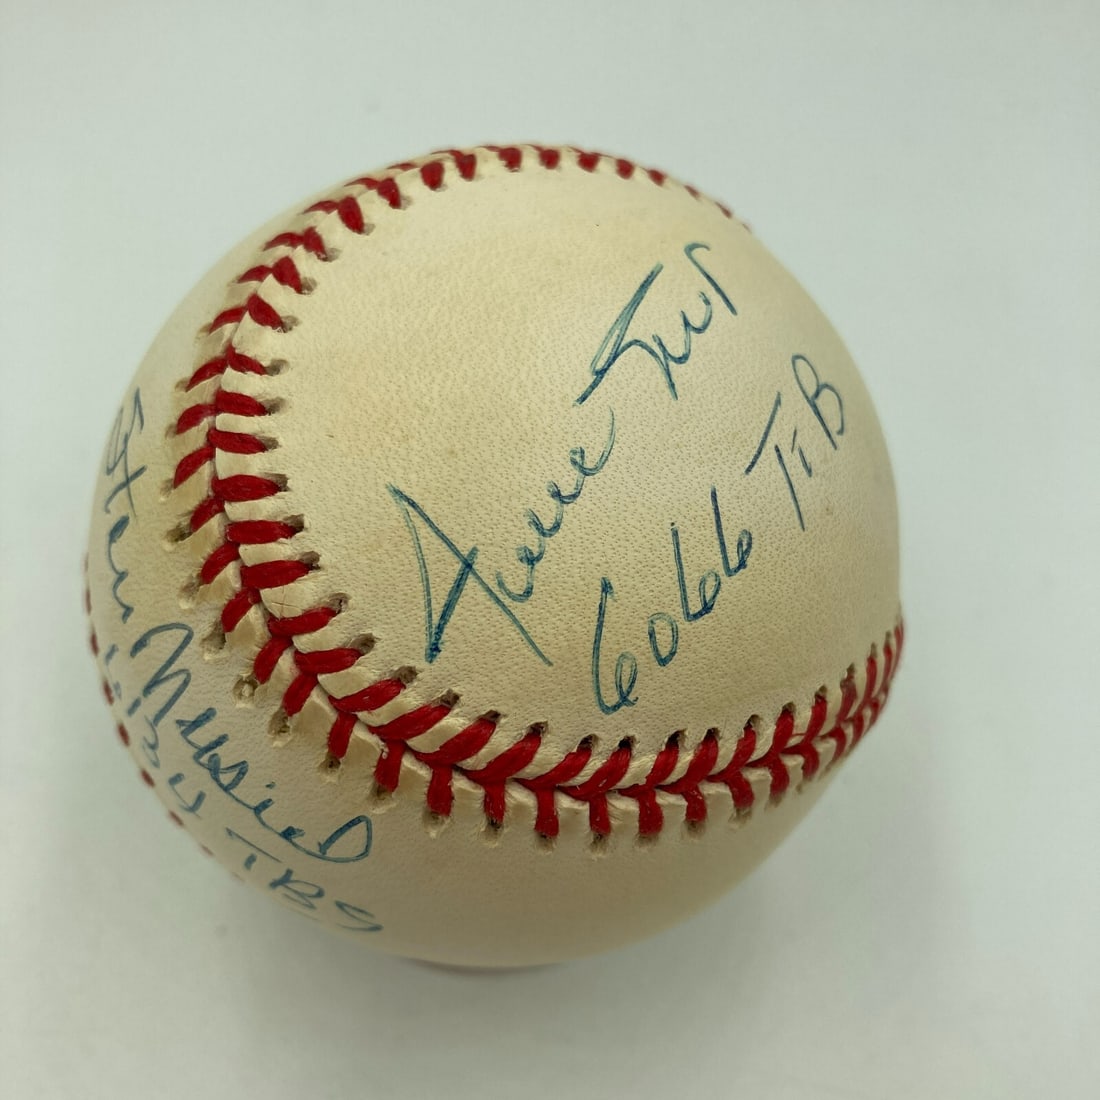 Willie Mays
6066 TB
Stan Musial
6134 TBS